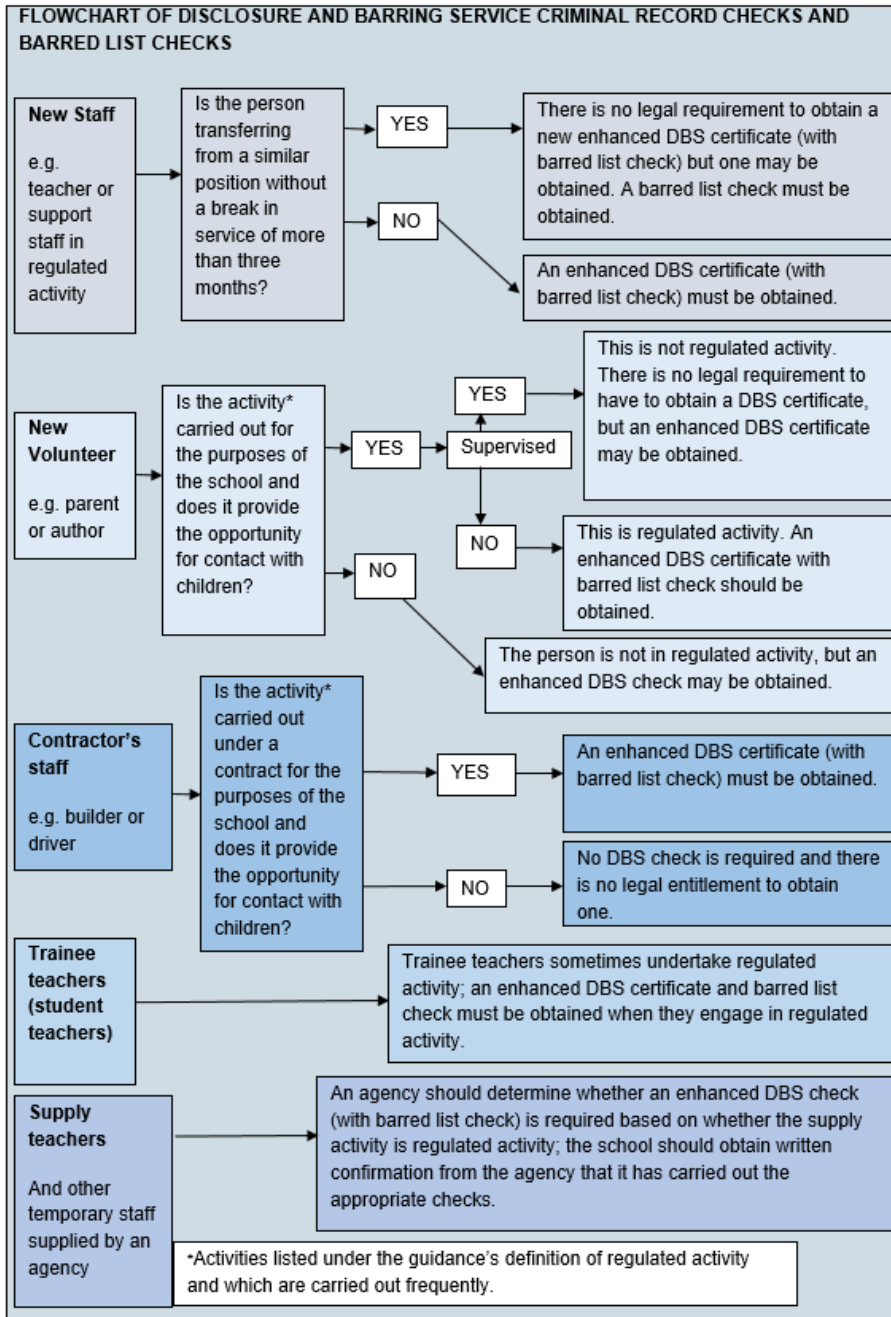 FLOWCHART OF DISCLOSURE AND BARRING SERVICE CRIMINAL RECORD CHECKS AND
BARRED LIST CHECKS
New Staff
e.g.
teacher or
support
staff in
regulated
activity
Is the person
transferring
from a similar
position without
a break in
service of more
than three
months?
YES
There is no legal requirement to obtain a
new enhanced DBS certificate (with
barred list check) but one may be
obtained. A barred list check must be
obtained.
NO
An enhanced DBS certificate (with
barred list check) must be obtained.
New
Volunteer
e.g. parent
or author
Is the activity*
carried out for
the purposes of
the school and
does it provide
the opportunity
for contact with
children?
YES
Supervised
YES
This is not regulated activity.
There is no legal requirement to
have to obtain a DBS certificate,
but an enhanced DBS certificate
may be obtained.
NO
This is regulated activity. An
enhanced DBS certificate with
barred list check should be
obtained.
NO
The person is not in regulated activity, but an
enhanced DBS check may be obtained.
Contractor's
staff
e.g. builder or
driver
Is the activity*
carried out
under a
contract for the
purposes of the
school and
does it provide
the opportunity
for contact with
children?
YES
An enhanced DBS certificate (with
barred list check) must be obtained.
NO
No DBS check is required and there
is no legal entitlement to obtain
one.
Trainee
teachers
(student
teachers)
Trainee teachers sometimes undertake regulated
activity; an enhanced DBS certificate and barred list
check must be obtained when they engage in regulated
activity.
Supply
teachers
And other
temporary staff
supplied by an
agency
An agency should determine whether an enhanced DBS check
(with barred list check) is required based on whether the supply
activity is regulated activity; the school should obtain written
confirmation from the agency that it has carried out the
appropriate checks.
*Activities listed under the guidance's definition of regulated activity
and which are carried out frequently.